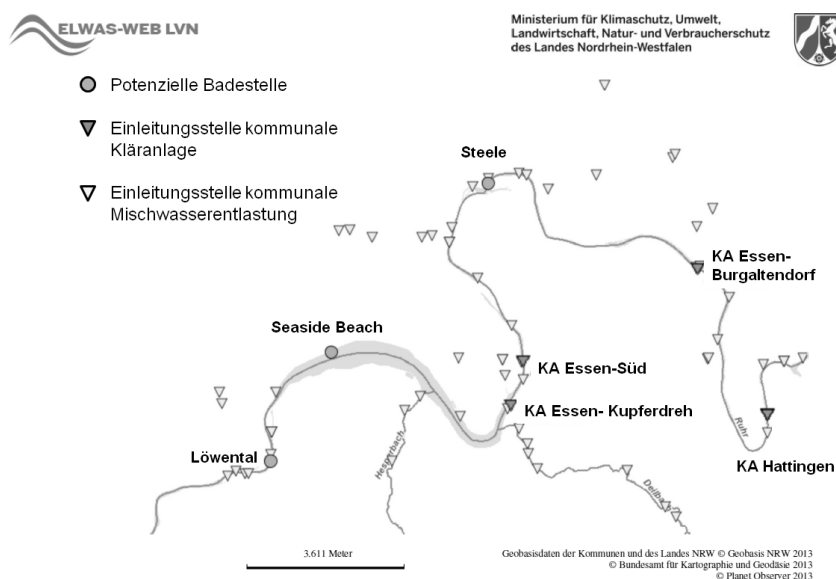 ELWAS-WEB LVN
Ministerium für Klimaschutz, Umwelt,
Landwirtschaft, Natur- und Verbraucherschutz
des Landes Nordrhein-Westfalen
Potenzielle Badestelle
Einleitungsstelle kommunale
Kläranlage
Einleitungsstelle kommunale
Mischwasserentlastung
Steele
KA Essen-
Burgaltendorf
Seaside Beach
KA Essen-Süd
KA Essen- Kupferdreh
Ruhr
Löwental
Hesperbach
KA Hattingen
Deilbach
3.611 Meter
Geobasisdaten der Kommunen und des Landes NRW © Geobasis NRW 2013
© Bundesamt für Kartographie und Geodäsie 2013
© Planet Observer 2013